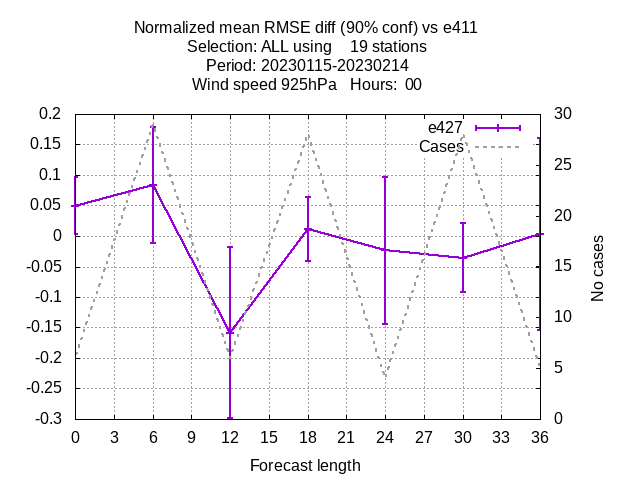 Normalized mean RMSE diff (90% conf) vs e411
Selection: ALL using    19 stations
Period: 20230115-20230214
Wind speed 925hPa   Hours:  00
0.2
0.15
0.1
0.05
0
-0.05
-0.1
-0.15
-0.2
-0.25
-0.3
e427
Cases
30
25
20
15
10
5
0
No cases
0 3 6 9 12 15 18 21 24 27 30 33 36
Forecast length